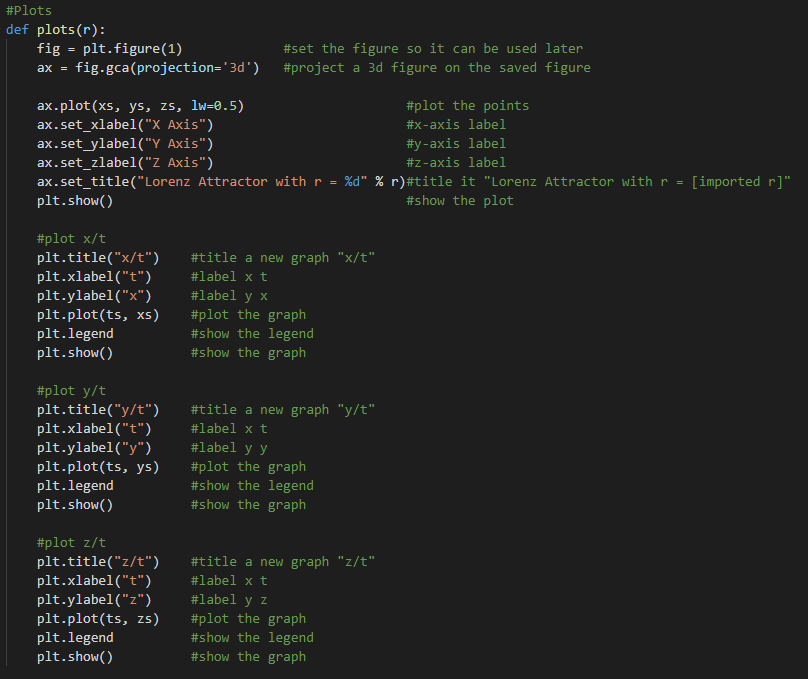 #Plots
def plots(r):
    fig = plt.figure(1)             #set the figure so it can be used later
    ax = fig.gca(projection='3d')   #project a 3d figure on the saved figure

    ax.plot(xs, ys, zs, lw=0.5)                     #plot the points
    ax.set_xlabel("X Axis")                         #x-axis label
    ax.set_ylabel("Y Axis")                         #y-axis label
    ax.set_zlabel("Z Axis")                         #z-axis label
    ax.set_title("Lorenz Attractor with r = %d" % r)#title it "Lorenz Attractor with r = [imported r]"
    plt.show()                                      #show the plot

    #plot x/t
    plt.title("x/t")    #title a new graph "x/t"
    plt.xlabel("t")     #label x t
    plt.ylabel("x")     #label y x
    plt.plot(ts, xs)    #plot the graph
    plt.legend          #show the legend
    plt.show()          #show the graph

    #plot y/t
    plt.title("y/t")    #title a new graph "y/t"
    plt.xlabel("t")     #label x t
    plt.ylabel("y")     #label y y
    plt.plot(ts, ys)    #plot the graph
    plt.legend          #show the legend
    plt.show()          #show the graph

    #plot z/t
    plt.title("z/t")    #title a new graph "z/t"
    plt.xlabel("t")     #label x t
    plt.ylabel("z")     #label y z
    plt.plot(ts, zs)    #plot the graph
    plt.legend          #show the legend
    plt.show()          #show the graph